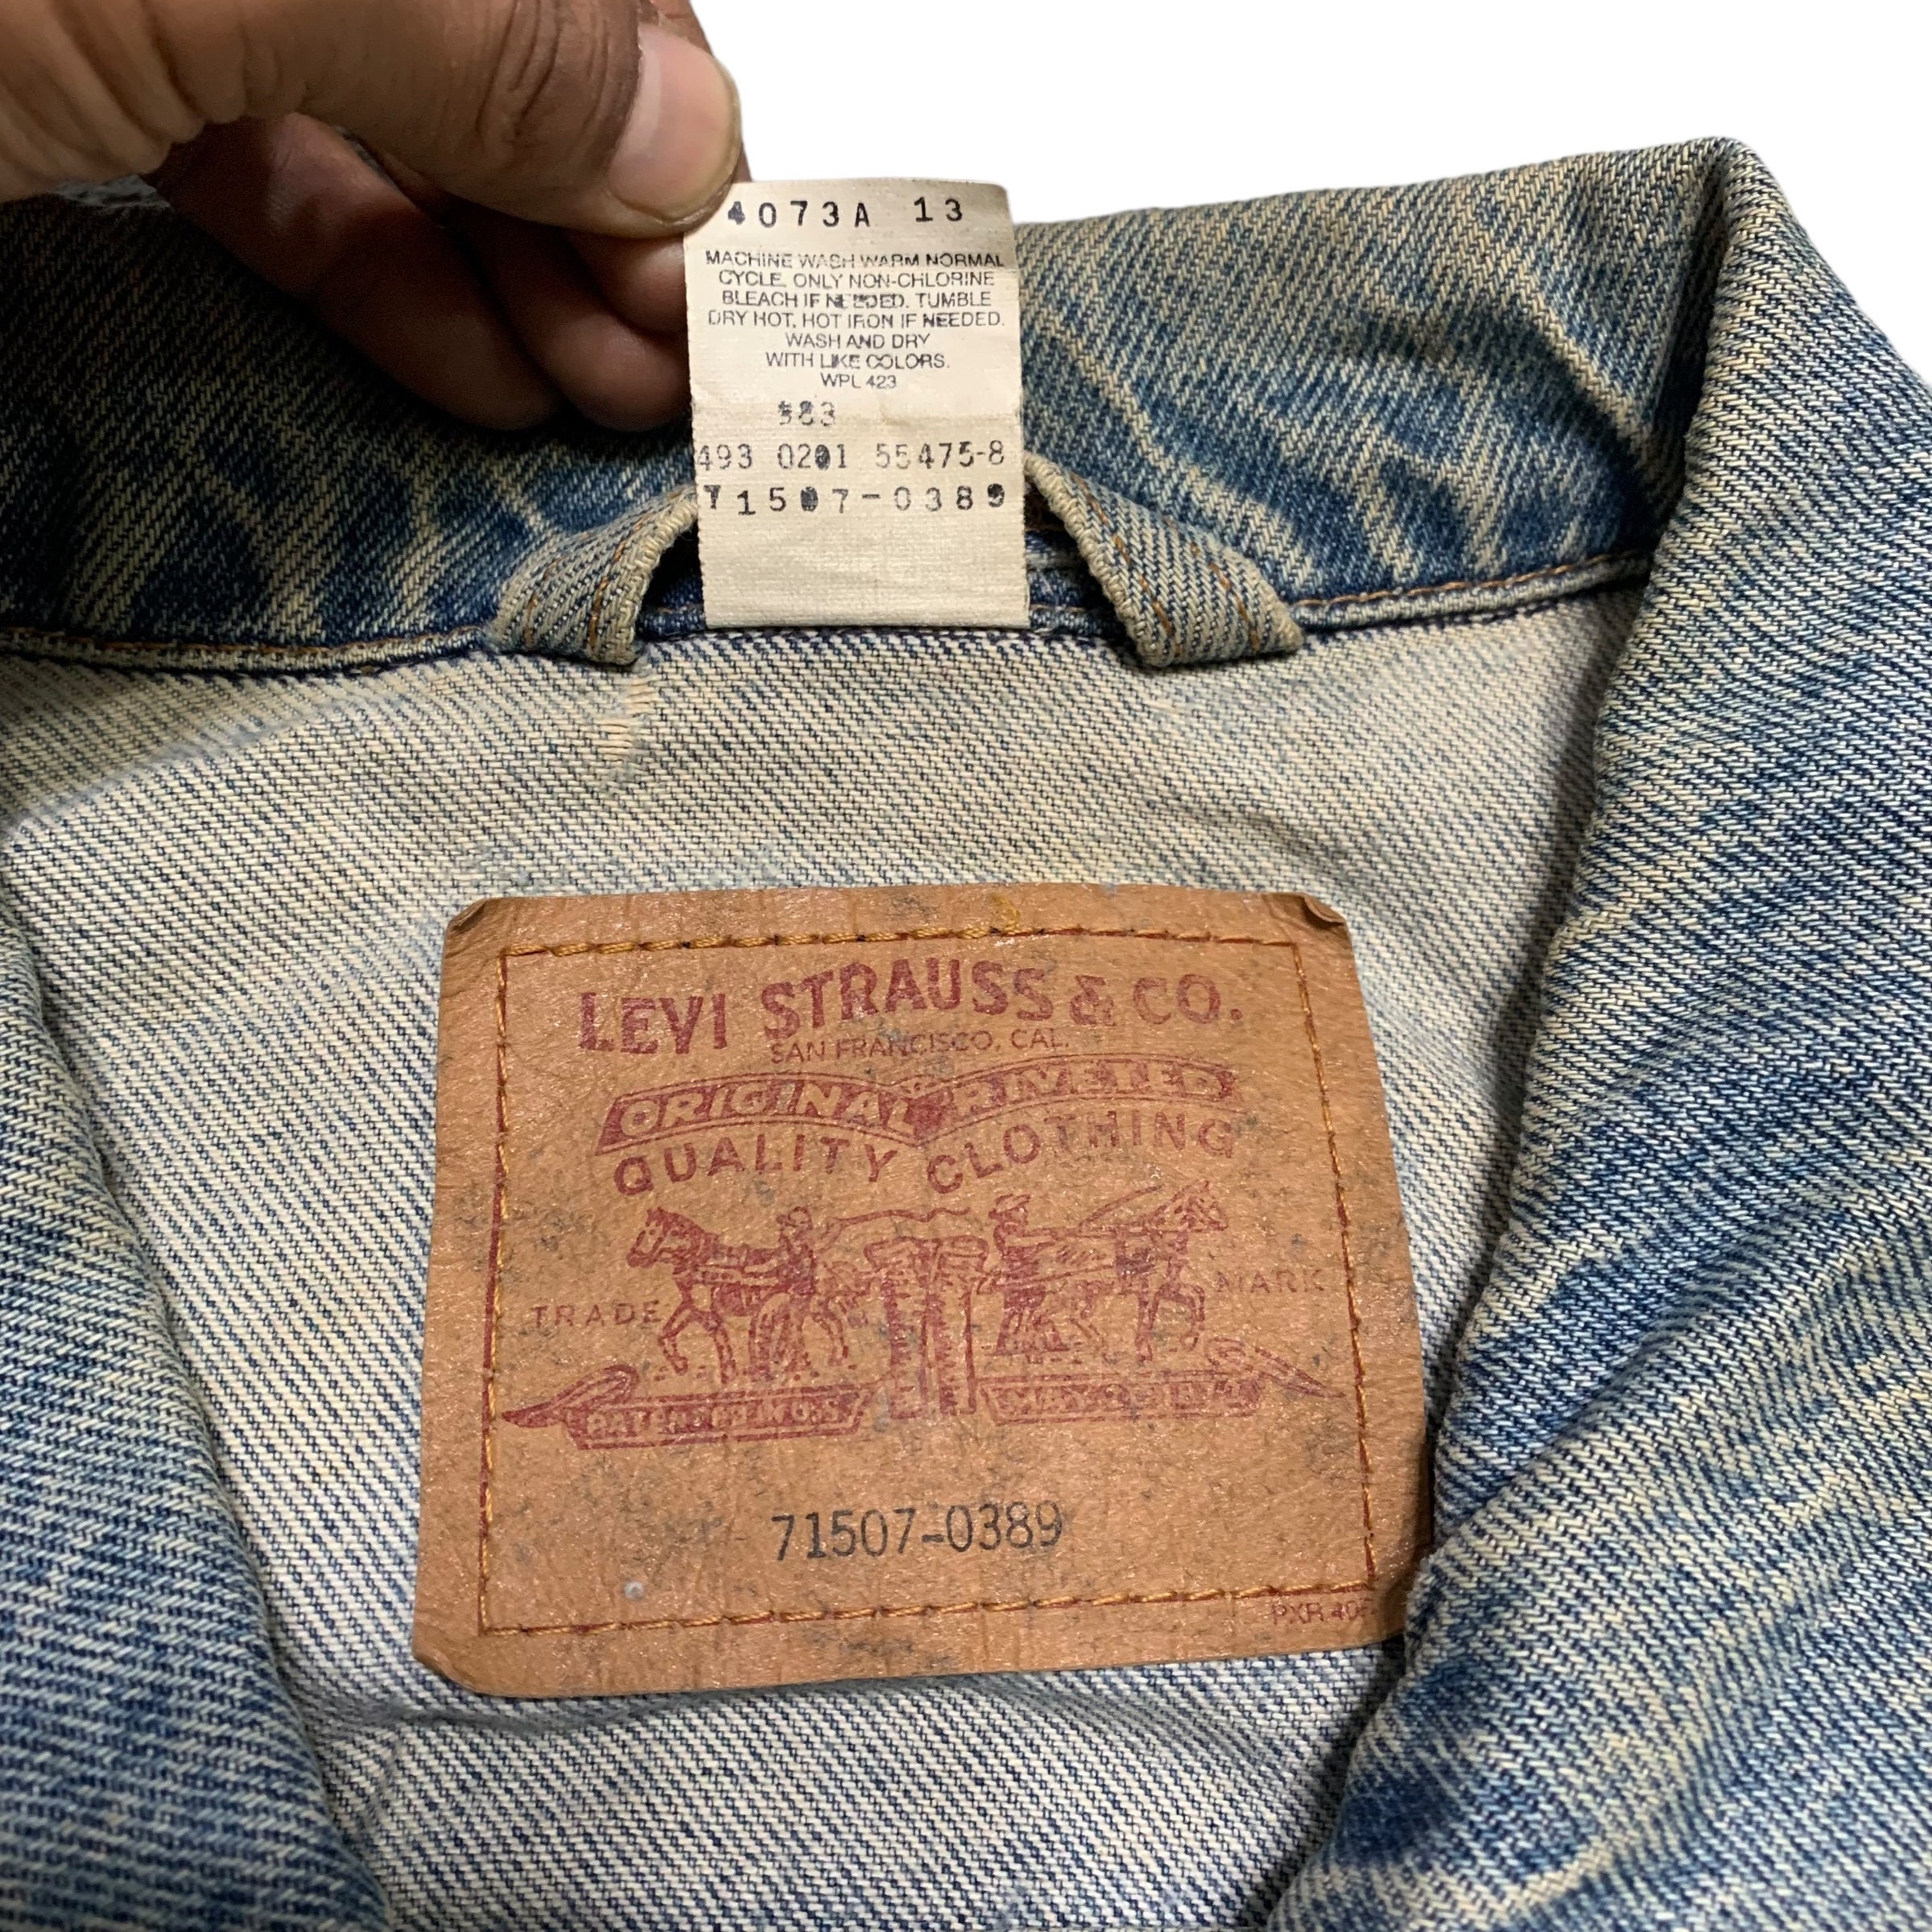 4073A 13
MACHINE WASH WARM NORMAL
CYCLE. ONLY NON-CHLORINE
BLEACH IF NEEDED. TUMBLE
DRY HOT. HOT IRON IF NEEDED.
WASH AND DRY
WITH LIKE COLORS.
WPL 423
493 0201 55475-8
71507-0389
LEVI STRAUSS & CO.
SAN FRANCISCO, CAL.
ORIGINAL RIVETED
QUALITY CLOTHING
TRADE MARK
71507-0389